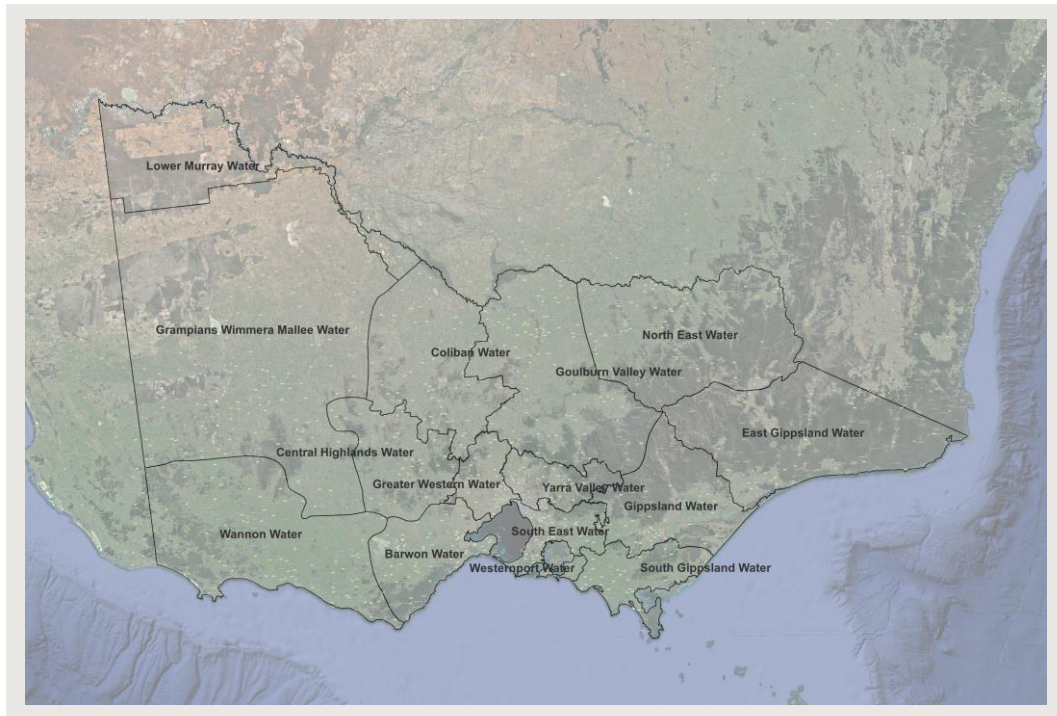 Lower Murray Water
Grampians Wimmera Mallee Water
North East Water
Coliban Water
Goulburn Valley Water
East Gippsland Water
Central Highlands Water
Greater Western Water
Yarra Valley Water
Gippsland Water
Wannon Water
South East Water
Barwon Water
Westernport Water
South Gippsland Water